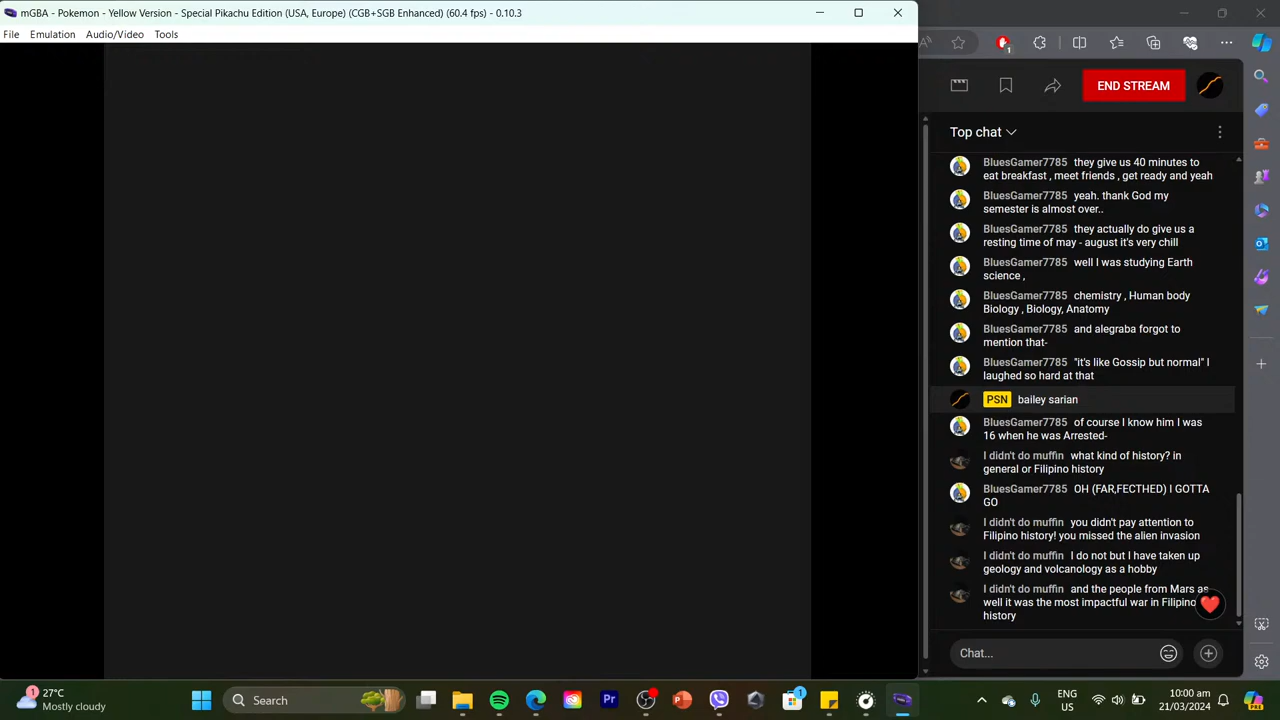 mGBA - Pokemon - Yellow Version - Special Pikachu Edition (USA, Europe) (CGB+SGB Enhanced) (60.4 fps) - 0.10.3
File Emulation Audio/Video Tools
1
END STREAM
Top chat
BluesGamer7785 they give us 40 minutes to
eat breakfast , meet friends , get ready and yeah
BluesGamer7785 yeah. thank God my
semester is almost over..
BluesGamer7785 they actually do give us a
resting time of may - august it's very chill
BluesGamer7785 well I was studying Earth
science ,
BluesGamer7785 chemistry , Human body
Biology , Biology, Anatomy
BluesGamer7785 and alegraba forgot to
mention that-
BluesGamer7785 "it's like Gossip but normal" I
laughed so hard at that
PSN bailey sarian
BluesGamer7785 of course I know him I was
16 when he was Arrested-
I didn't do muffin what kind of history? in
general or Filipino history
BluesGamer7785 OH (FAR,FECTHED) I GOTTA
GO
I didn't do muffin you didn't pay attention to
Filipino history! you missed the alien invasion
I didn't do muffin I do not but I have taken up
geology and volcanology as a hobby
I didn't do muffin and the people from Mars as
well it was the most impactful war in Filipino
history
Chat...
1
27°C
Mostly cloudy
Search
Pr
1
ENG
US
10:00 am
21/03/2024